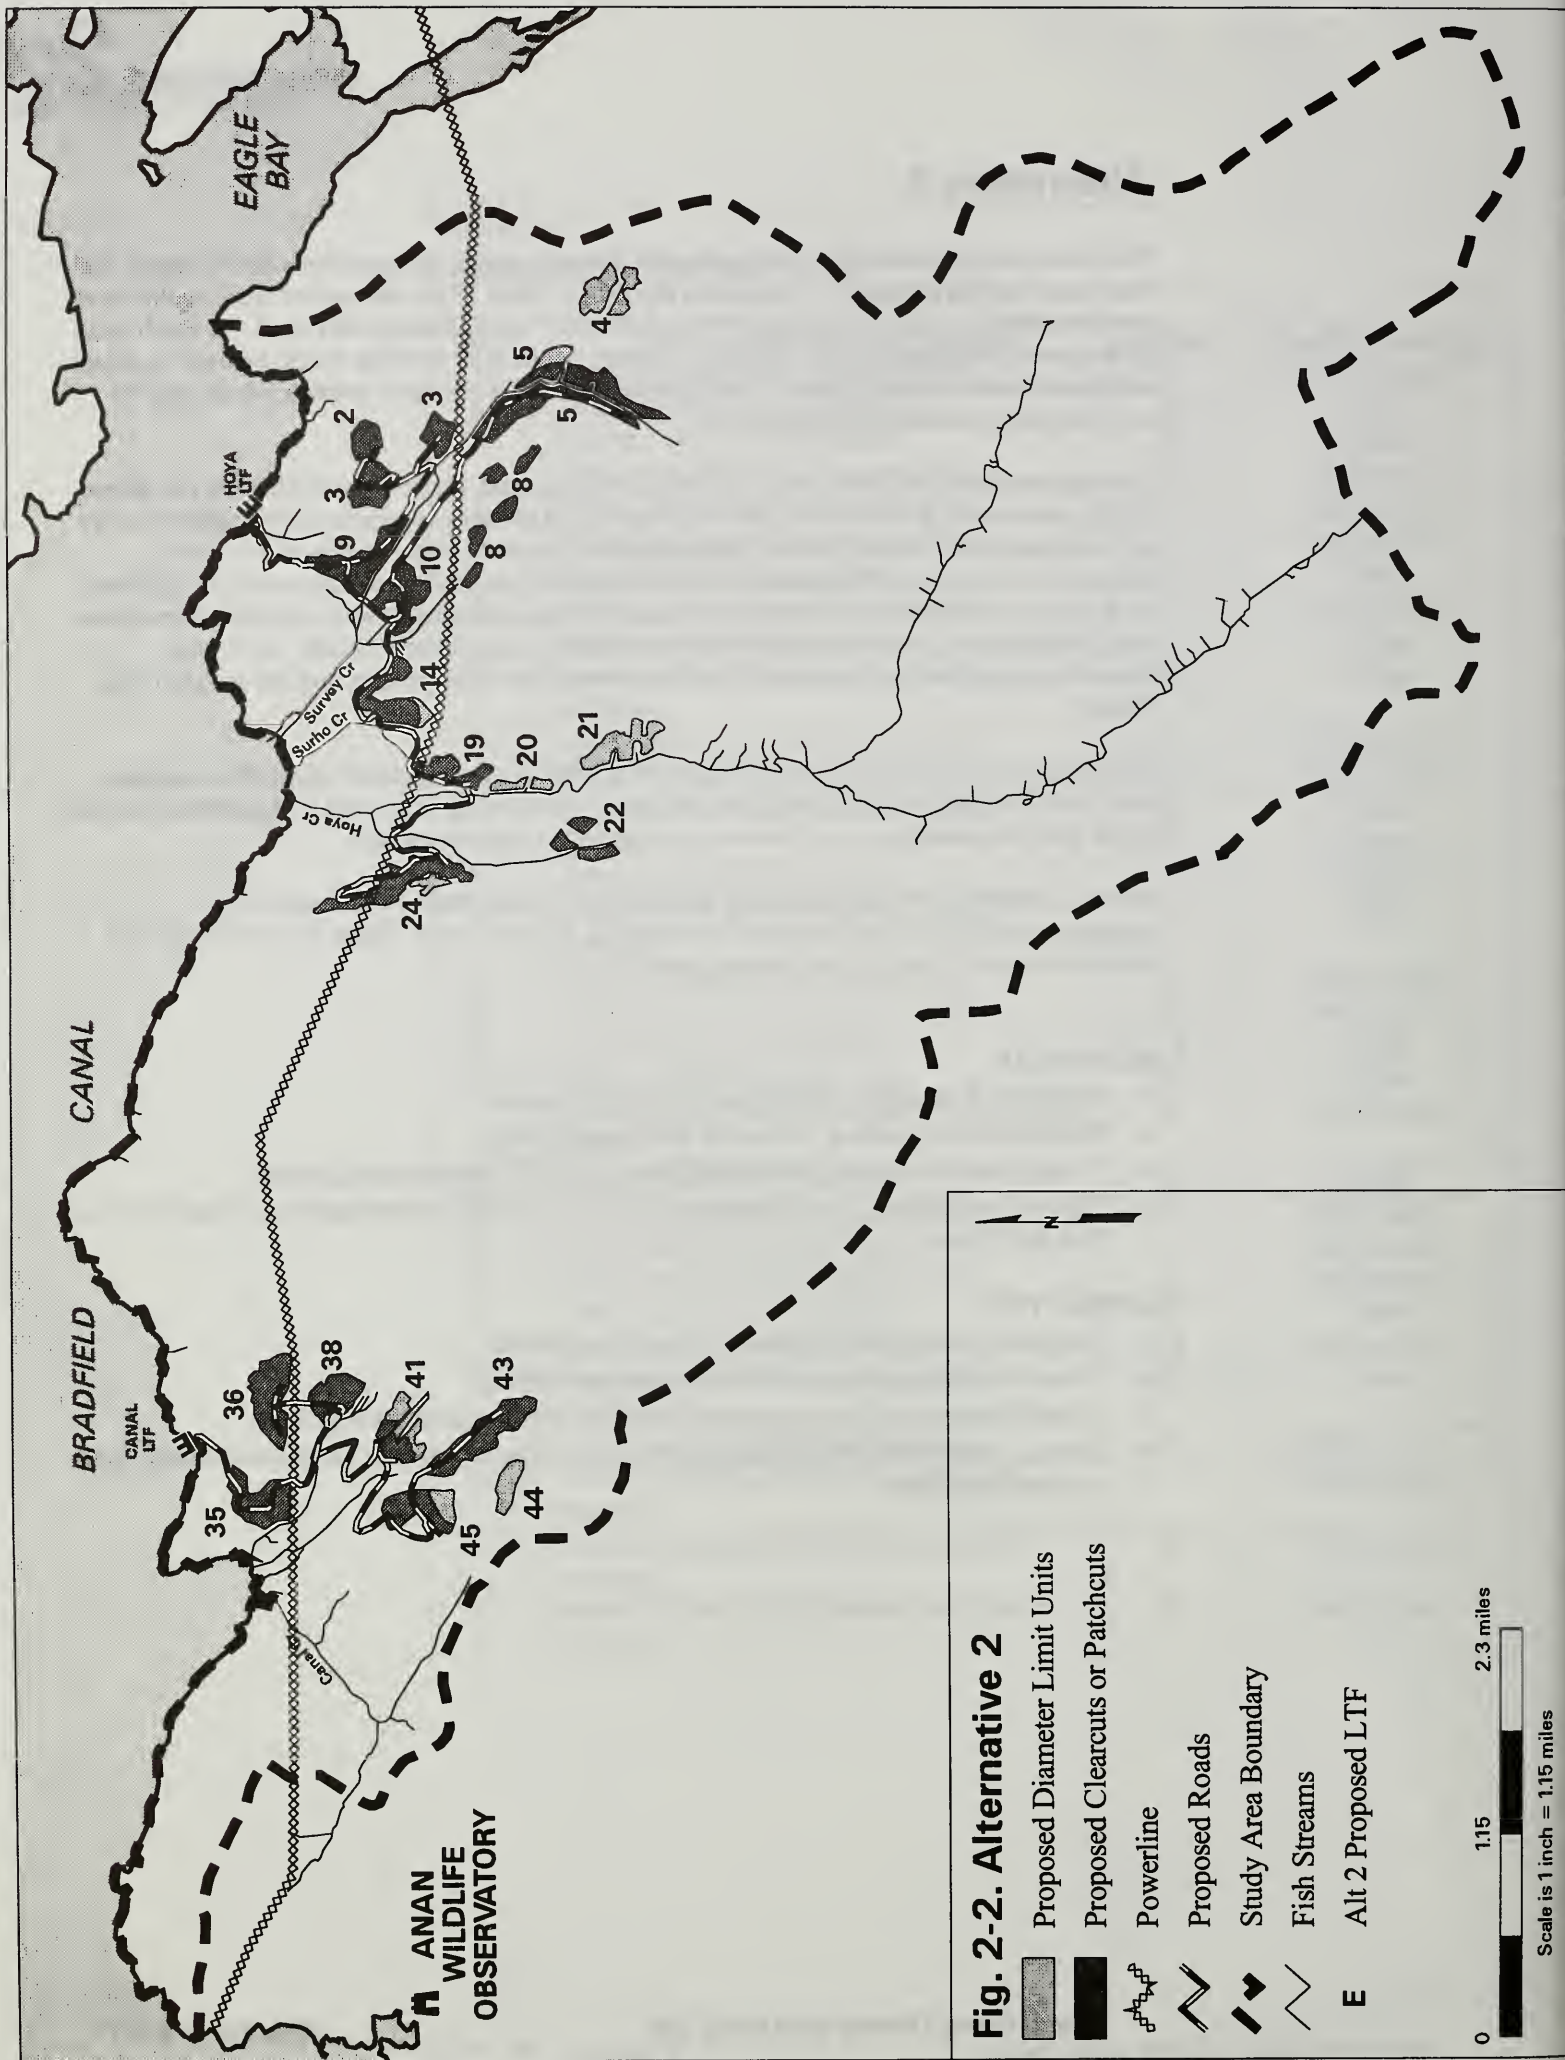 BRADFIELD
CANAL
EAGLE
BAY
CANAL
LTF
HOYA
LTF
35
36
38
41
43
44
45
24
22
21
20
19
14
10
9
8
8
3
3
2
5
5
4
Canal
Hoya Cr
Surho Cr
Survey Cr
ANAN
WILDLIFE
OBSERVATORY
N
Fig. 2-2. Alternative 2
Proposed Diameter Limit Units
Proposed Clearcuts or Patchcuts
Powerline
Proposed Roads
Study Area Boundary
Fish Streams
E Alt 2 Proposed LTF
0 1.15 2.3 miles
Scale is 1 inch = 1.15 miles